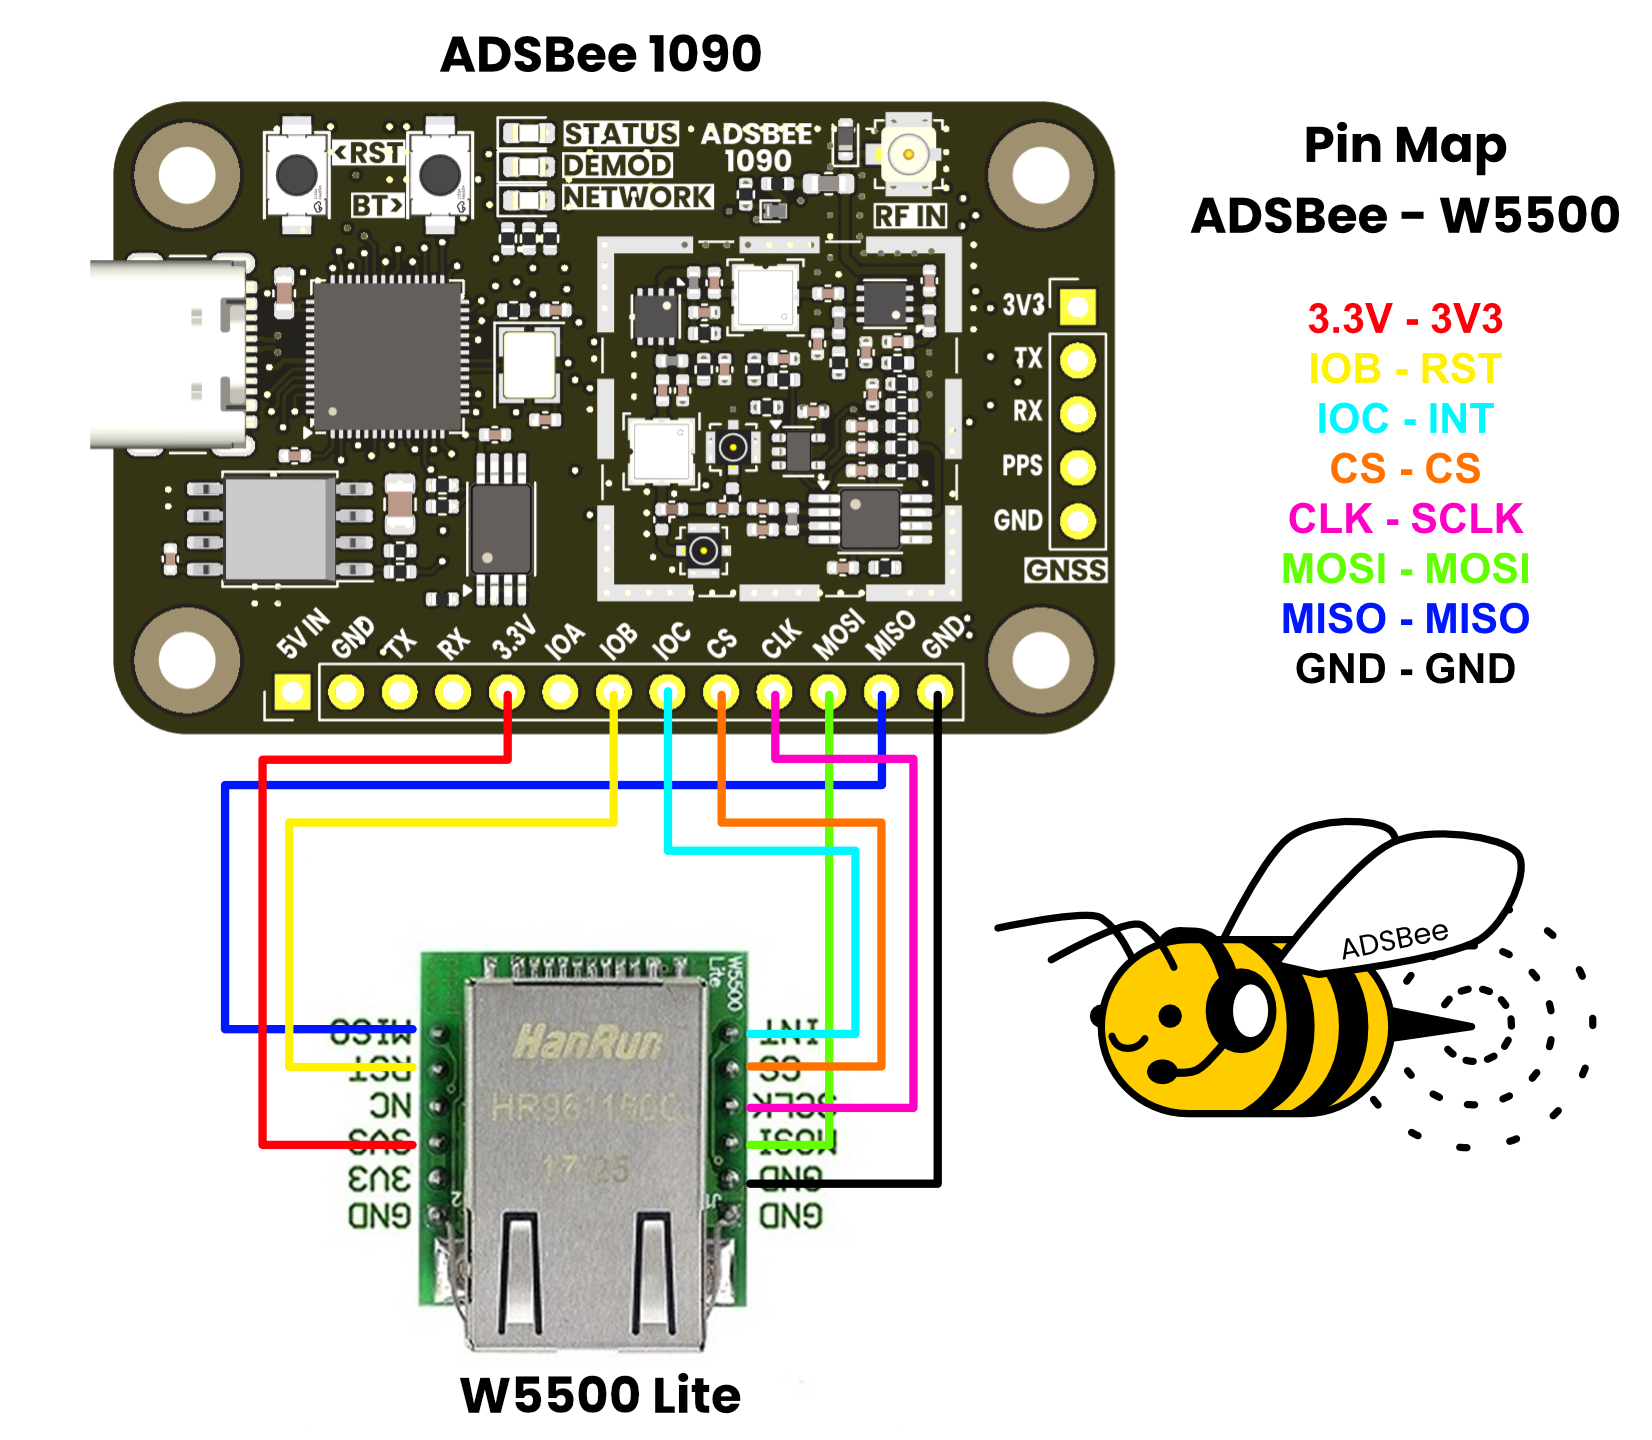 ADSBee 1090
<RST
BT>
STATUS
DEMOD
NETWORK
ADSBEE
1090
RF IN
3V3
TX
RX
PPS
GND
GNSS
5V IN
GND
TX
RX
3.3V
IOA
IOB
IOC
CS
CLK
MOSI
MISO
GND
Pin Map
ADSBee - W5500
3.3V - 3V3
IOB - RST
IOC - INT
CS - CS
CLK - SCLK
MOSI - MOSI
MISO - MISO
GND - GND
ADSBee
W5500
Lite
HanRun
17 25
MISO
RST
NC
3V3
3V3
GND
INT
CS
SCLK
MOSI
GND
GND
W5500 Lite